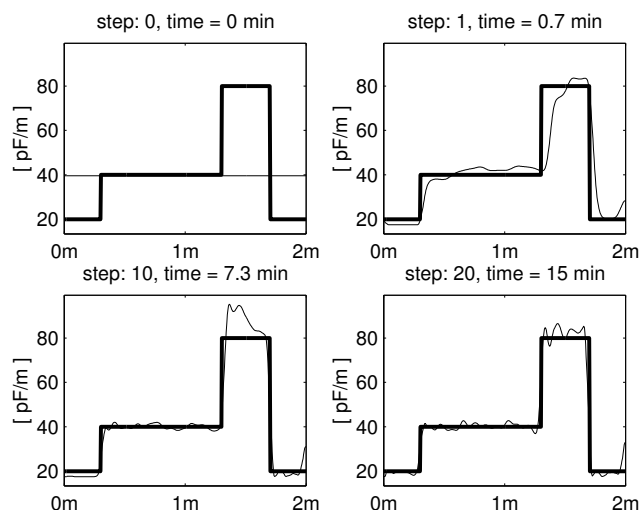 step: 0, time = 0 min
step: 1, time = 0.7 min
[ pF/m ]
80
60
40
20
0m
1m
2m
[ pF/m ]
80
60
40
20
0m
1m
2m
step: 10, time = 7.3 min
step: 20, time = 15 min
[ pF/m ]
80
60
40
20
0m
1m
2m
[ pF/m ]
80
60
40
20
0m
1m
2m